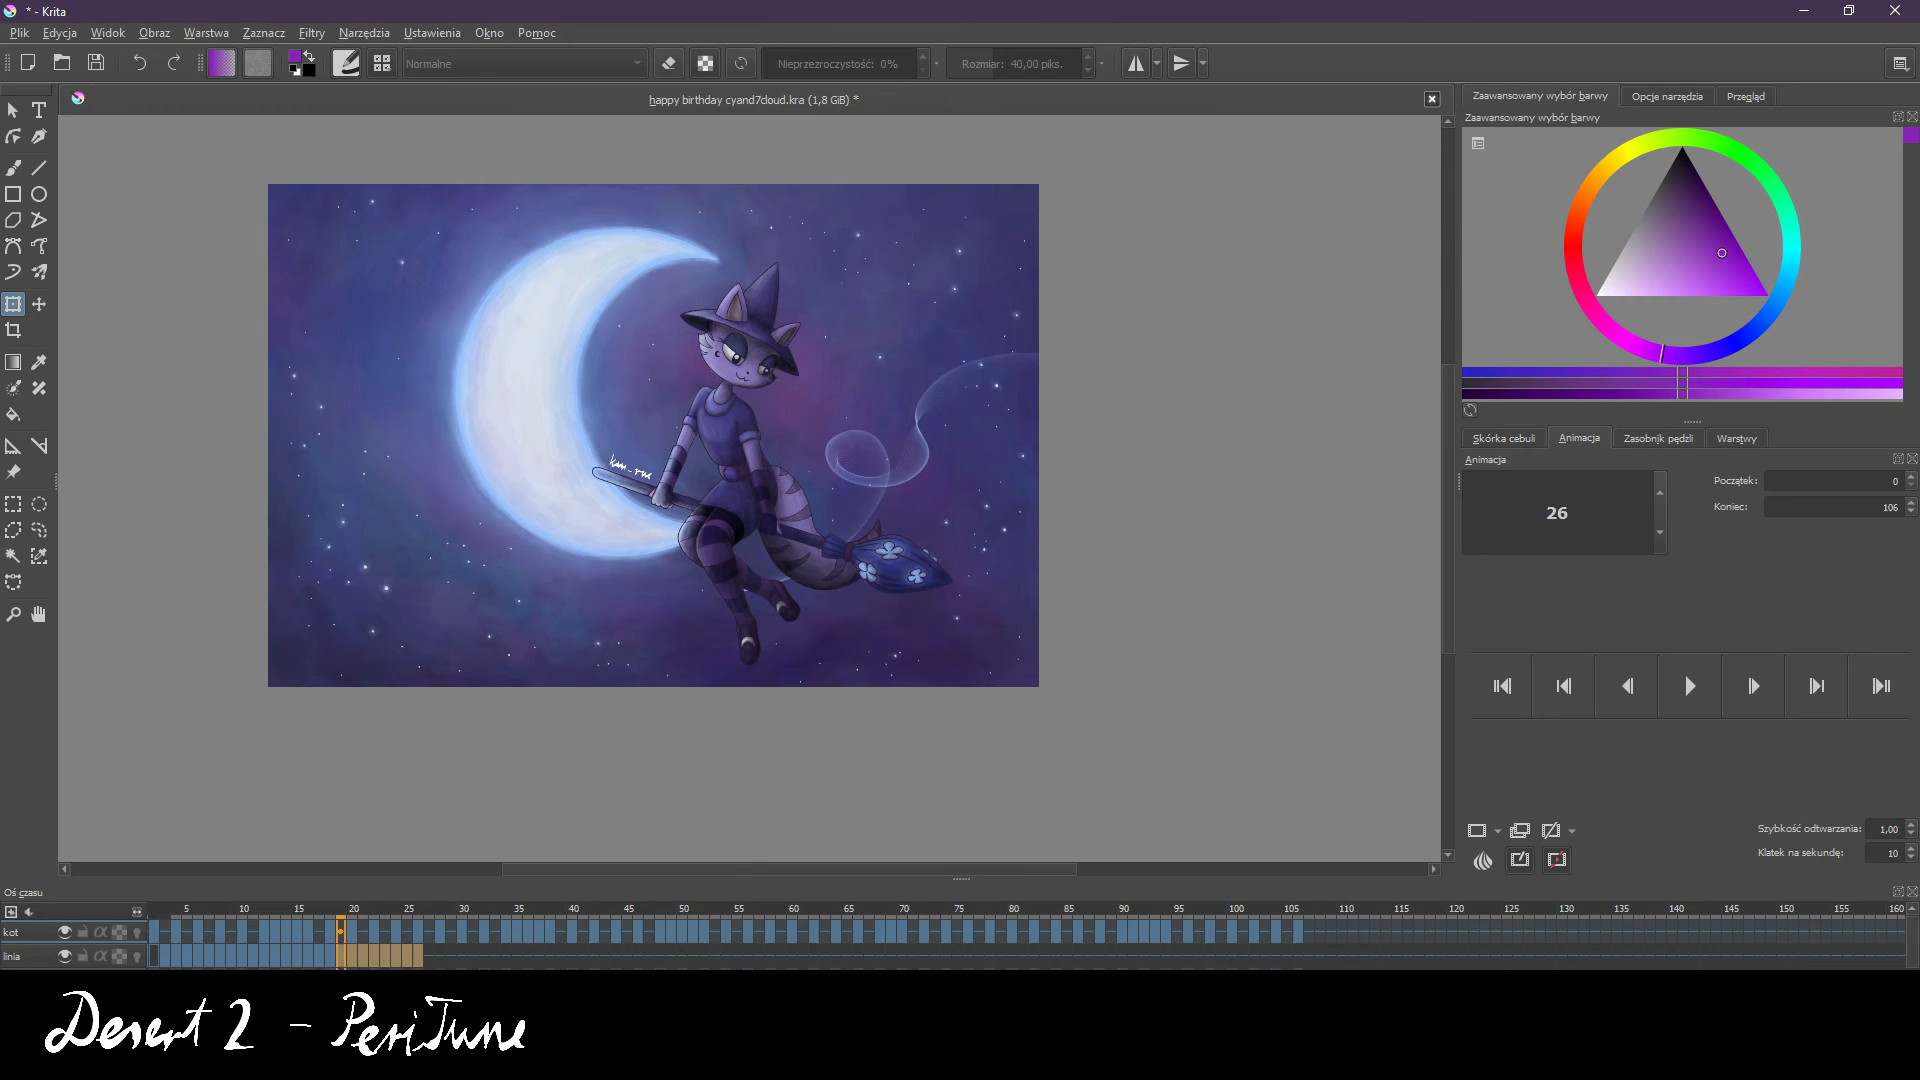 * - Krita
Plik Edycja Widok Obraz Warstwa Zaznacz Filtry Narzędzia Ustawienia Okno Pomoc
Normalne
Nieprzezroczystość: 0%
Rozmiar: 40,00 piks.
happy birthday cyand7cloud.kra (1,8 GiB) *
Zaawansowany wybór barwy Opcje narzędzia Przegląd
Zaawansowany wybór barwy
Skórka cebuli Animacja Zasobnik pędzli Warstwy
Animacja
26
Początek: 0
Koniec: 106
Szybkość odtwarzania: 1,00
Klatek na sekundę: 10
Oś czasu
5 10 15 20 25 30 35 40 45 50 55 60 65 70 75 80 85 90 95 100 105 110 115 120 125 130 135 140 145 150 155 160
kot
linia
Desert 2 - PeriTune